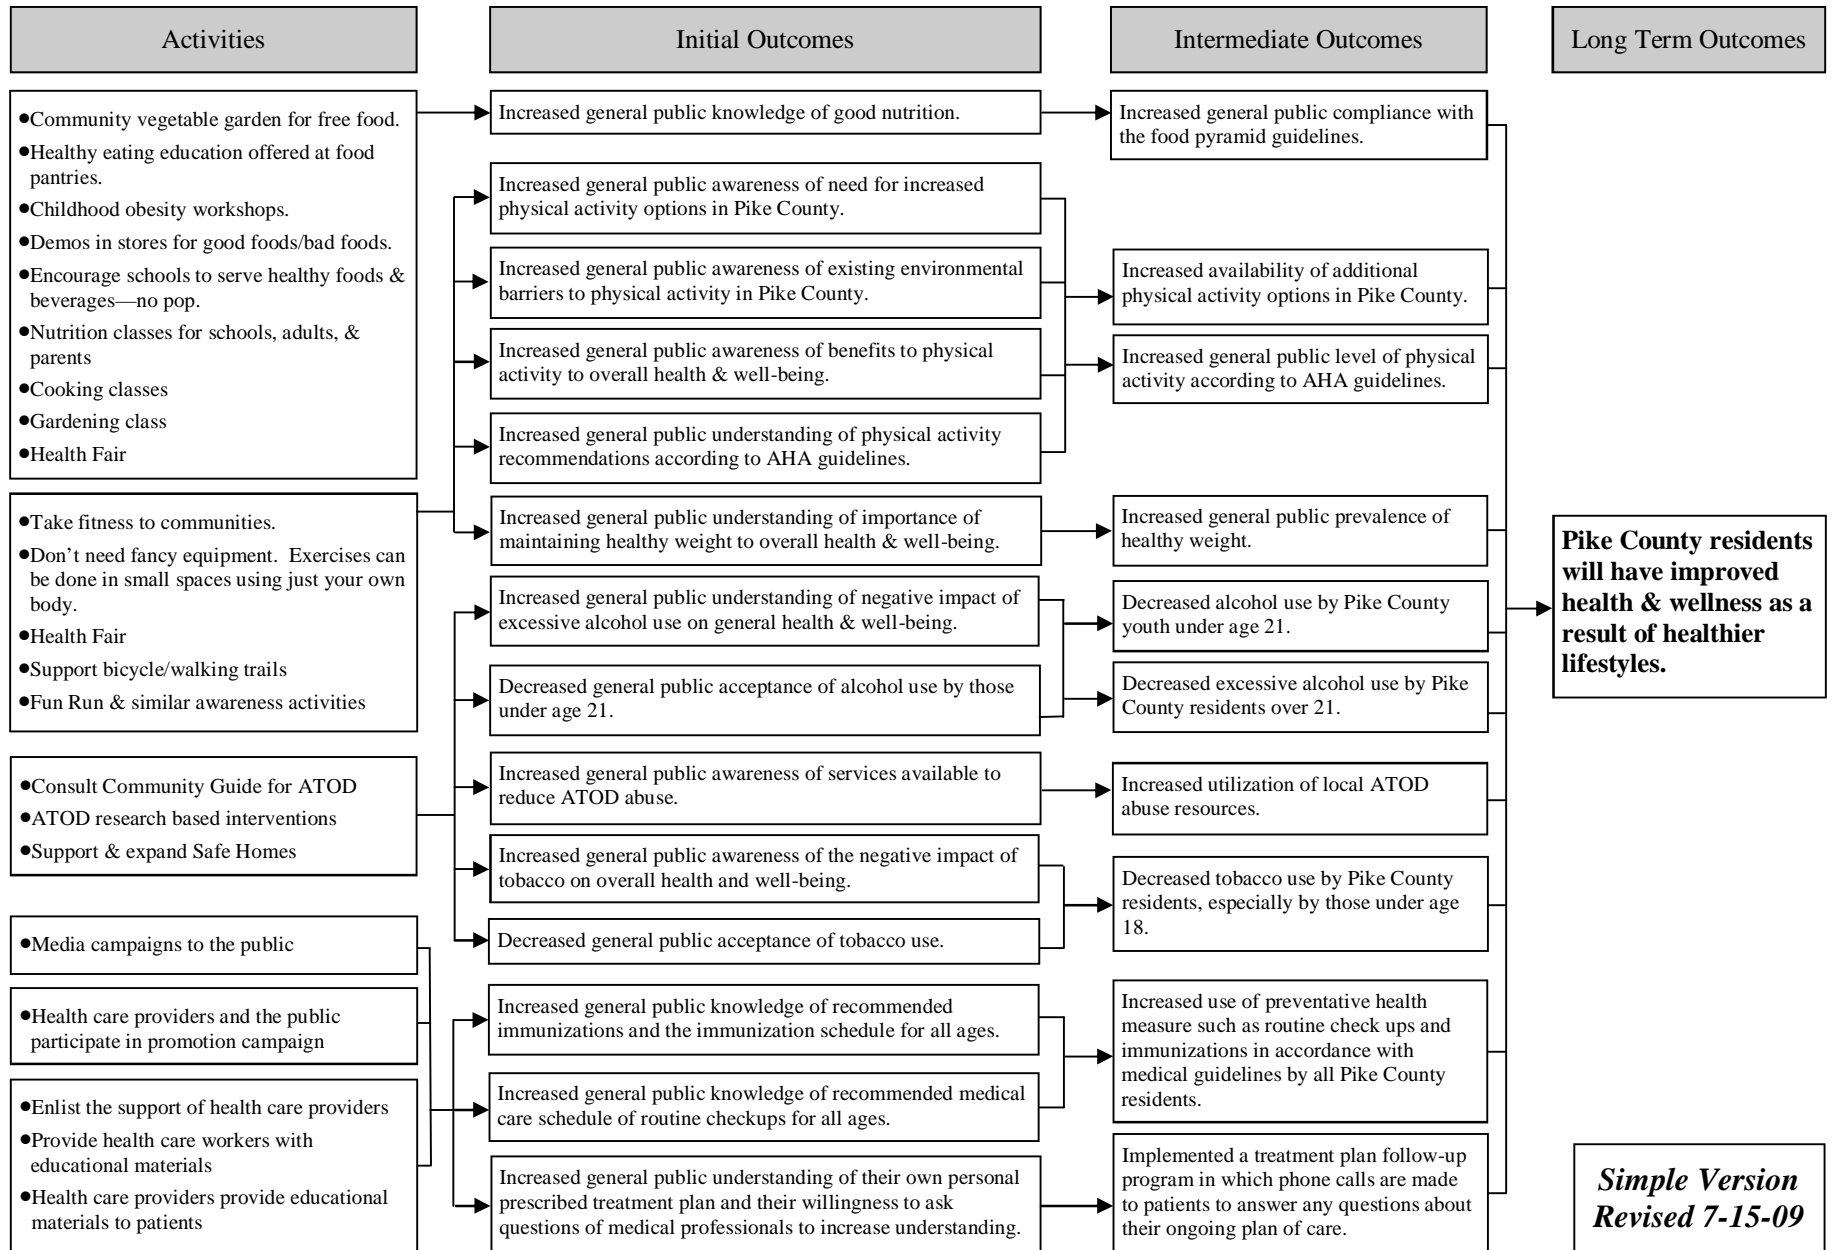 Activities
Initial Outcomes
Intermediate Outcomes
Long Term Outcomes
●Community vegetable garden for free food.
●Healthy eating education offered at food
pantries.
●Childhood obesity workshops.
●Demos in stores for good foods/bad foods.
●Encourage schools to serve healthy foods &
beverages—no pop.
●Nutrition classes for schools, adults, &
parents
●Cooking classes
●Gardening class
●Health Fair
●Take fitness to communities.
●Don’t need fancy equipment.  Exercises can
be done in small spaces using just your own
body.
●Health Fair
●Support bicycle/walking trails
●Fun Run & similar awareness activities
●Consult Community Guide for ATOD
●ATOD research based interventions
●Support & expand Safe Homes
●Media campaigns to the public
●Health care providers and the public
participate in promotion campaign
●Enlist the support of health care providers
●Provide health care workers with
educational materials
●Health care providers provide educational
materials to patients
Increased general public knowledge of good nutrition.
Increased general public awareness of need for increased
physical activity options in Pike County.
Increased general public awareness of existing environmental
barriers to physical activity in Pike County.
Increased general public awareness of benefits to physical
activity to overall health & well-being.
Increased general public understanding of physical activity
recommendations according to AHA guidelines.
Increased general public understanding of importance of
maintaining healthy weight to overall health & well-being.
Increased general public understanding of negative impact of
excessive alcohol use on general health & well-being.
Decreased general public acceptance of alcohol use by those
under age 21.
Increased general public awareness of services available to
reduce ATOD abuse.
Increased general public awareness of the negative impact of
tobacco on overall health and well-being.
Decreased general public acceptance of tobacco use.
Increased general public knowledge of recommended
immunizations and the immunization schedule for all ages.
Increased general public knowledge of recommended medical
care schedule of routine checkups for all ages.
Increased general public understanding of their own personal
prescribed treatment plan and their willingness to ask
questions of medical professionals to increase understanding.
Increased general public compliance with
the food pyramid guidelines.
Increased availability of additional
physical activity options in Pike County.
Increased general public level of physical
activity according to AHA guidelines.
Increased general public prevalence of
healthy weight.
Decreased alcohol use by Pike County
youth under age 21.
Decreased excessive alcohol use by Pike
County residents over 21.
Increased utilization of local ATOD
abuse resources.
Decreased tobacco use by Pike County
residents, especially by those under age
18.
Increased use of preventative health
measure such as routine check ups and
immunizations in accordance with
medical guidelines by all Pike County
residents.
Implemented a treatment plan follow-up
program in which phone calls are made
to patients to answer any questions about
their ongoing plan of care.
Pike County residents
will have improved
health & wellness as a
result of healthier
lifestyles.
Simple Version
Revised 7-15-09